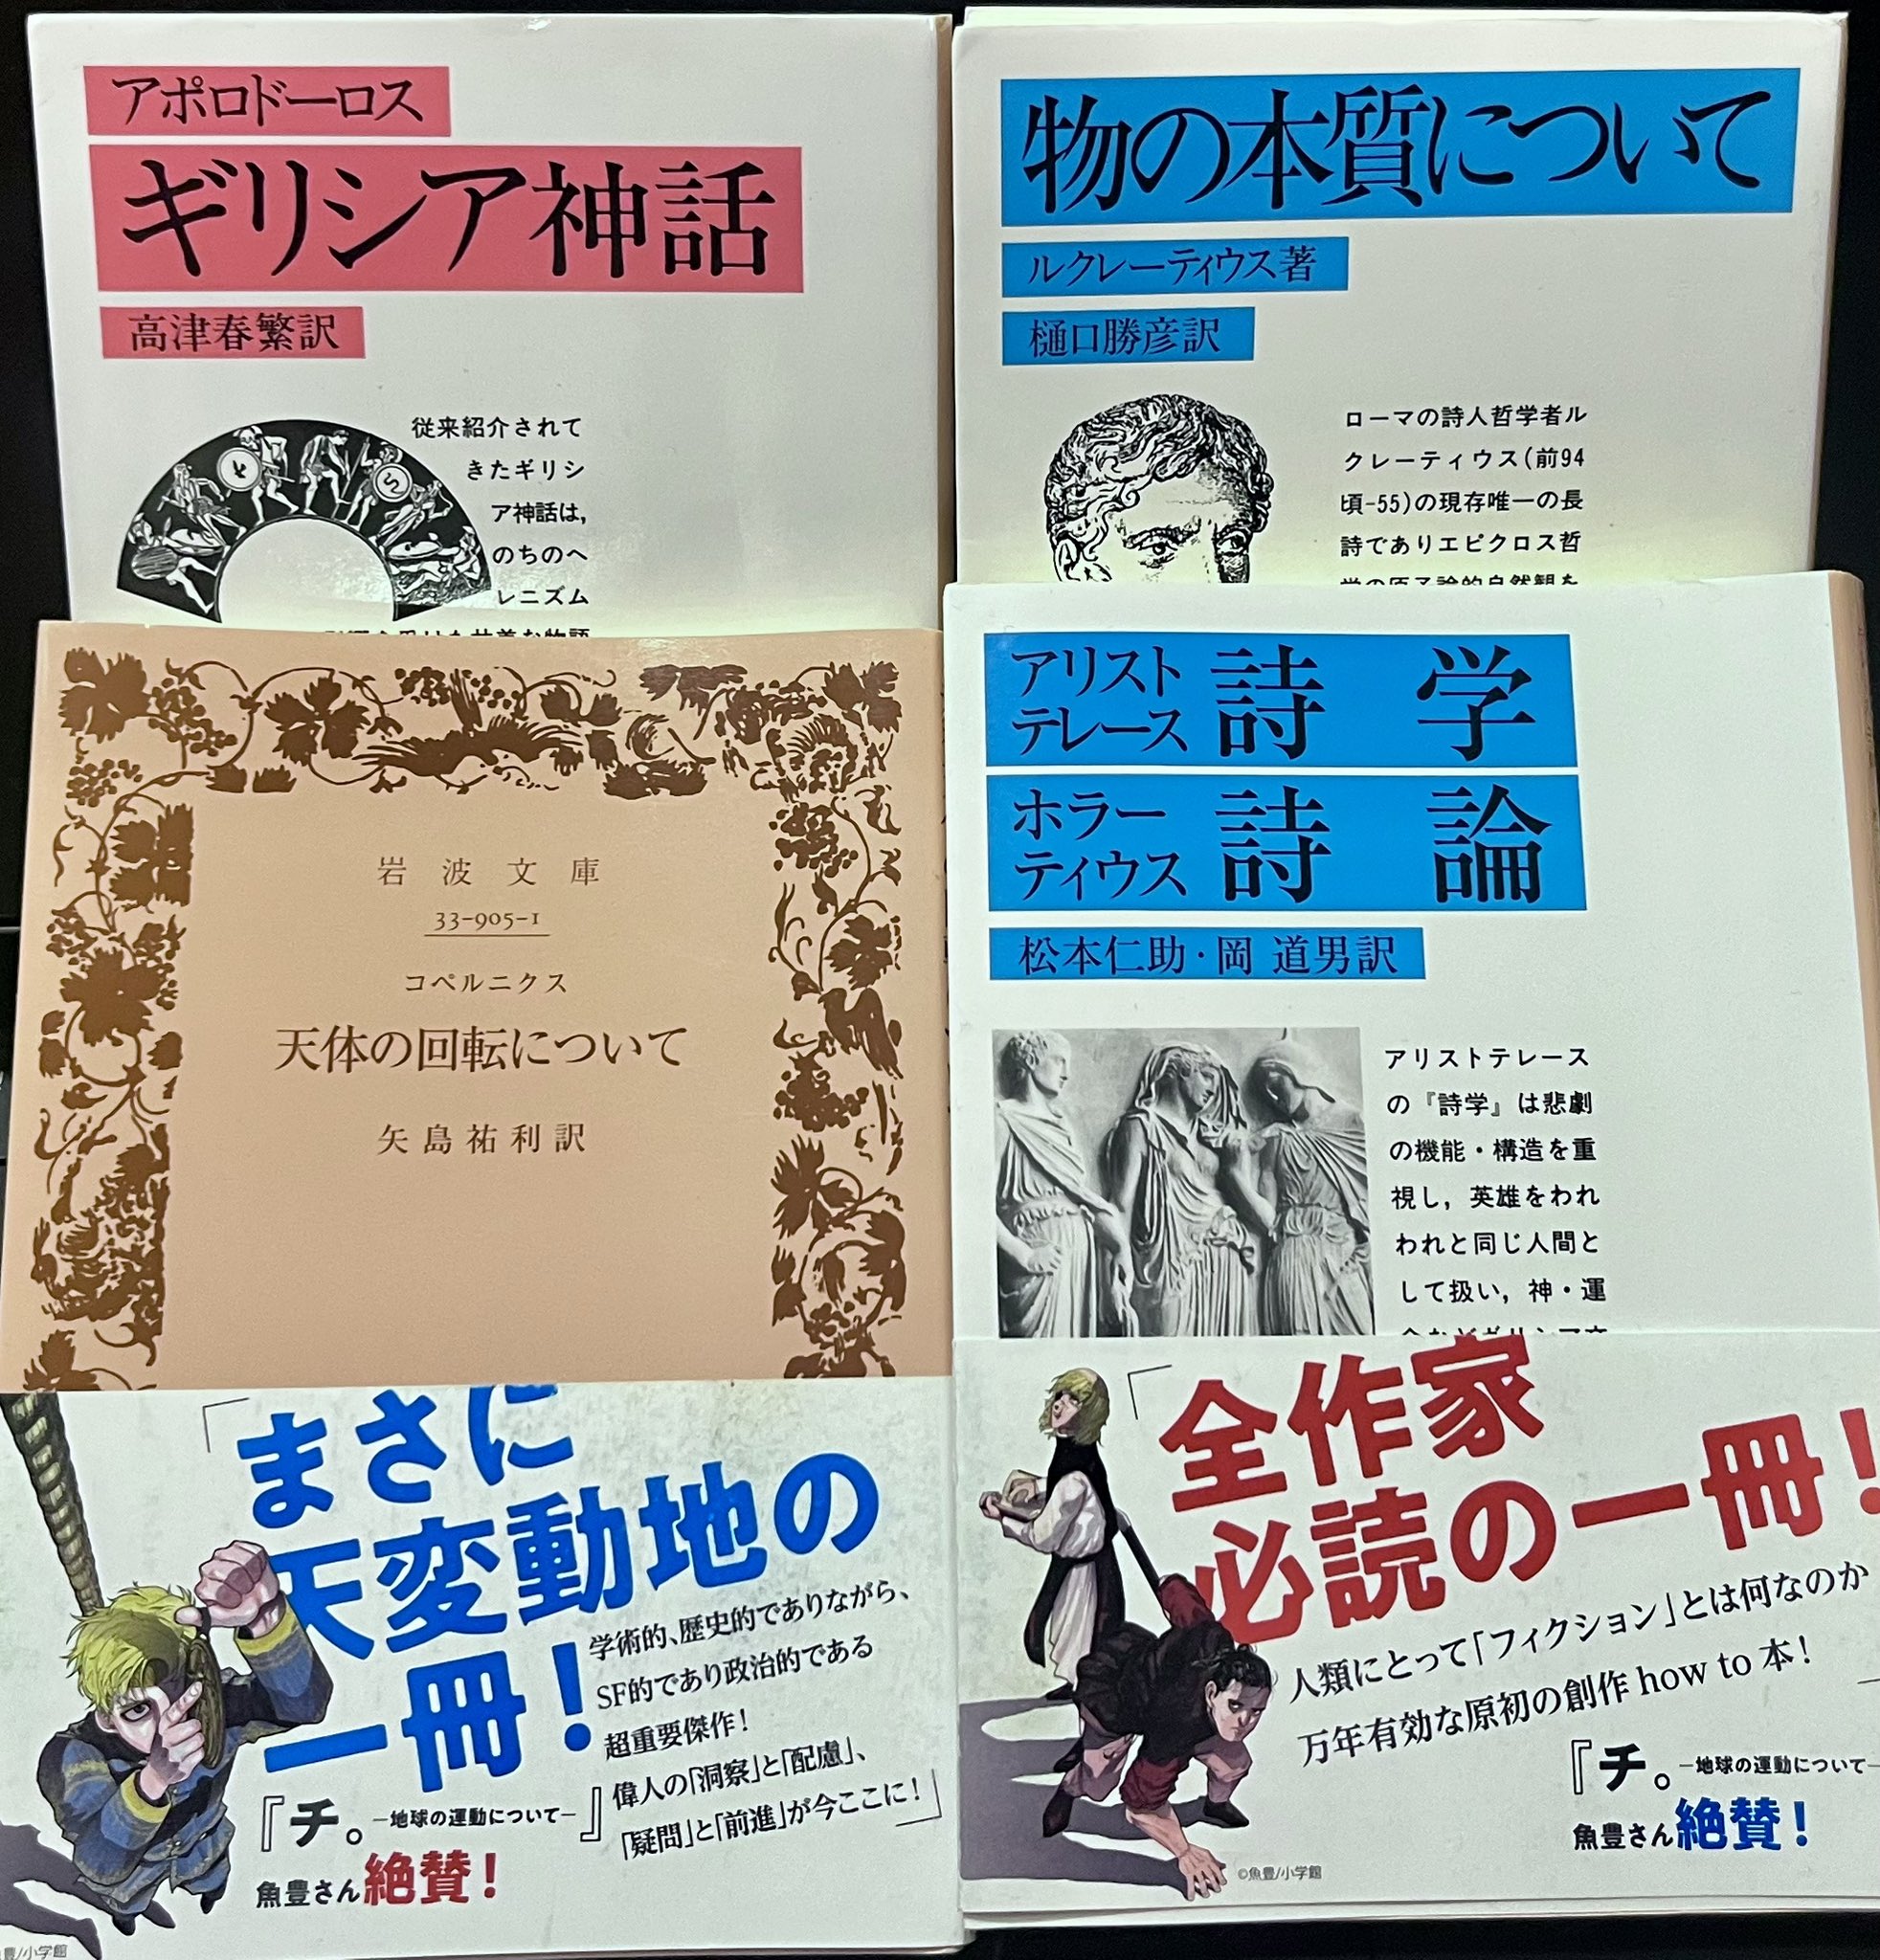 アポロドーロス
ギリシア神話
高津春繁訳
従来紹介されて
きたギリシ
ア神話は,
のちのヘ
レニズム
物の本質について
ルクレーティウス著
樋口勝彦訳
ローマの詩人哲学者ル
クレーティウス(前94
頃-55)の現存唯一の長
詩でありエピクロス哲
岩波文庫
33-905-1
コペルニクス
天体の回転について
矢島祐利訳
アリスト
テレース
詩学
ホラー
ティウス
詩論
松本仁助・岡 道男訳
アリストテレース
の『詩学』は悲劇
の機能・構造を重
視し, 英雄をわれ
われと同じ人間と
して扱い, 神・運
「まさに
天変動地の
一冊!
学術的、歴史的でありながら、
SF的であり政治的である
超重要傑作!
偉人の「洞察」と「配慮」、
「疑問」と「前進」が今ここに!」
『チ。―地球の運動について―』
魚豊さん絶賛!
豊/小学館
「全作家
必読の一冊!
人類にとって「フィクション」とは何なのか
万年有効な原初の創作 how to 本!
『チ。―地球の運動について―
魚豊さん絶賛!
©魚豊/小学館